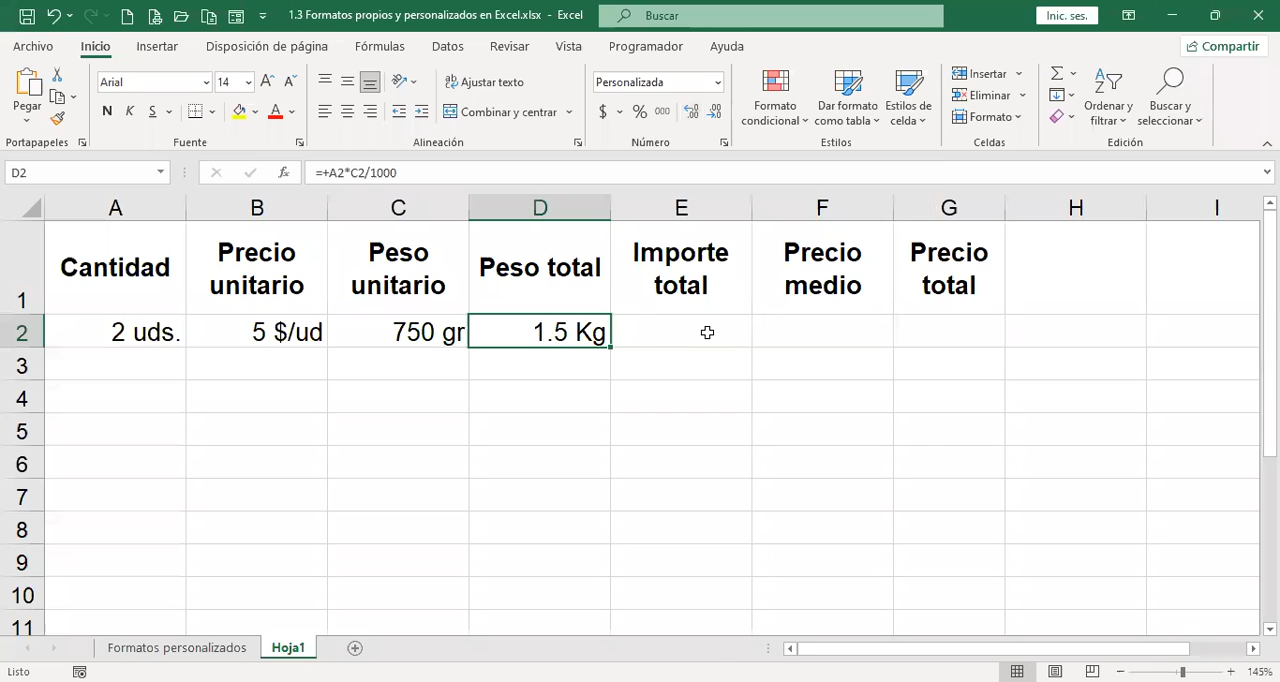 1.3 Formatos propios y personalizados en Excel.xlsx - Excel
Buscar
Inic. ses.
Archivo
Inicio
Insertar
Disposición de página
Fórmulas
Datos
Revisar
Vista
Programador
Ayuda
Compartir
Pegar
Arial
14
N K S
Ajustar texto
Combinar y centrar
Personalizada
$ % 000
Formato condicional
Dar formato como tabla
Estilos de celda
Insertar
Eliminar
Formato
Ordenar y filtrar
Buscar y seleccionar
Portapapeles
Fuente
Alineación
Número
Estilos
Celdas
Edición
D2
fx
=+A2*C2/1000
A B C D E F G H I
1 Cantidad Precio unitario Peso unitario Peso total Importe total Precio medio Precio total
2 2 uds. 5 $/ud 750 gr 1.5 Kg
3
4
5
6
7
8
9
10
11
Formatos personalizados
Hoja1
Listo
145%